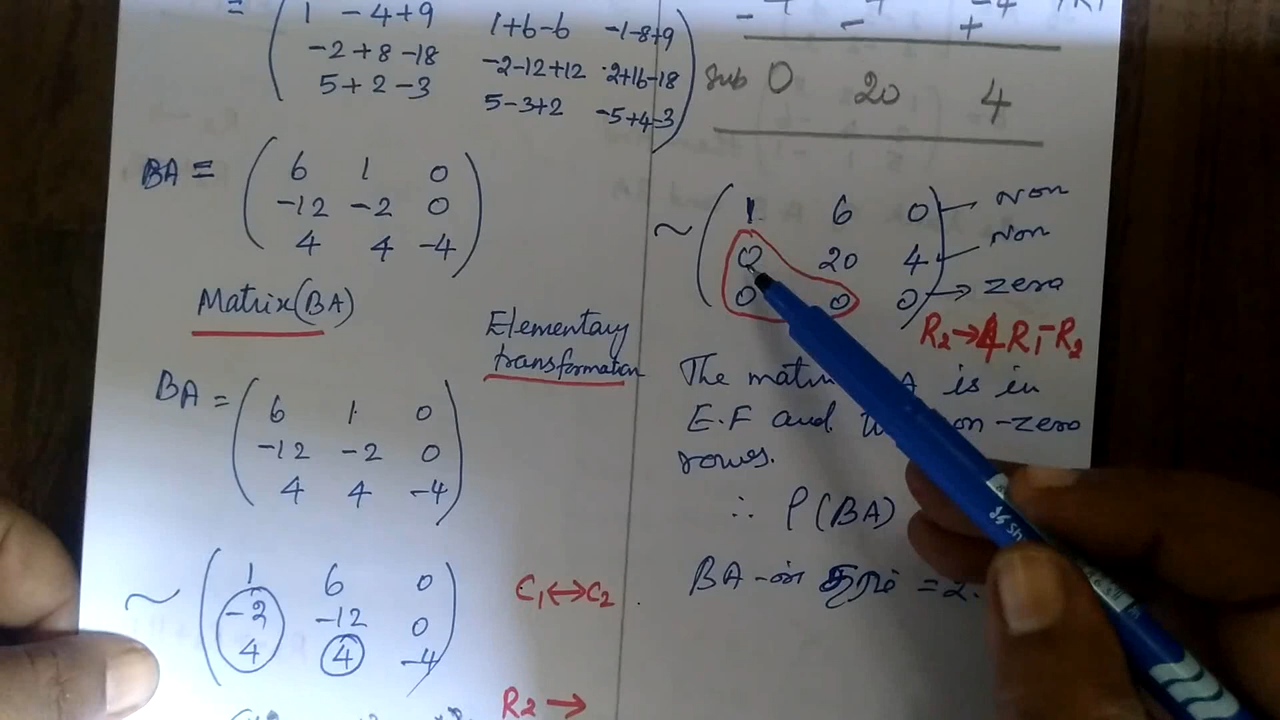 = ( 1 -4+9 1+6-6 -1-8+9
-2+8-18 -2-12+12 -2+16-18
5+2-3 5-3+2 -5+4-3 )
BA = ( 6 1 0
-12 -2 0
4 4 -4 )
Matrix(BA)
Elementary
transformation
BA = ( 6 1 0
-12 -2 0
4 4 -4 )
~ ( 1 6 0
-2 -12 0
4 4 -4 )
C₁↔C₂
R₂ →
- - +
sub 0 20 4
~ ( 1 6 0 ) → Non
0 20 4 → Non
0 0 0 → zero
R₂→4R₁-R₂
The A is in
E.F and -zero
rows.
∴ ρ(BA)
BA-ன் தரம் = 2.